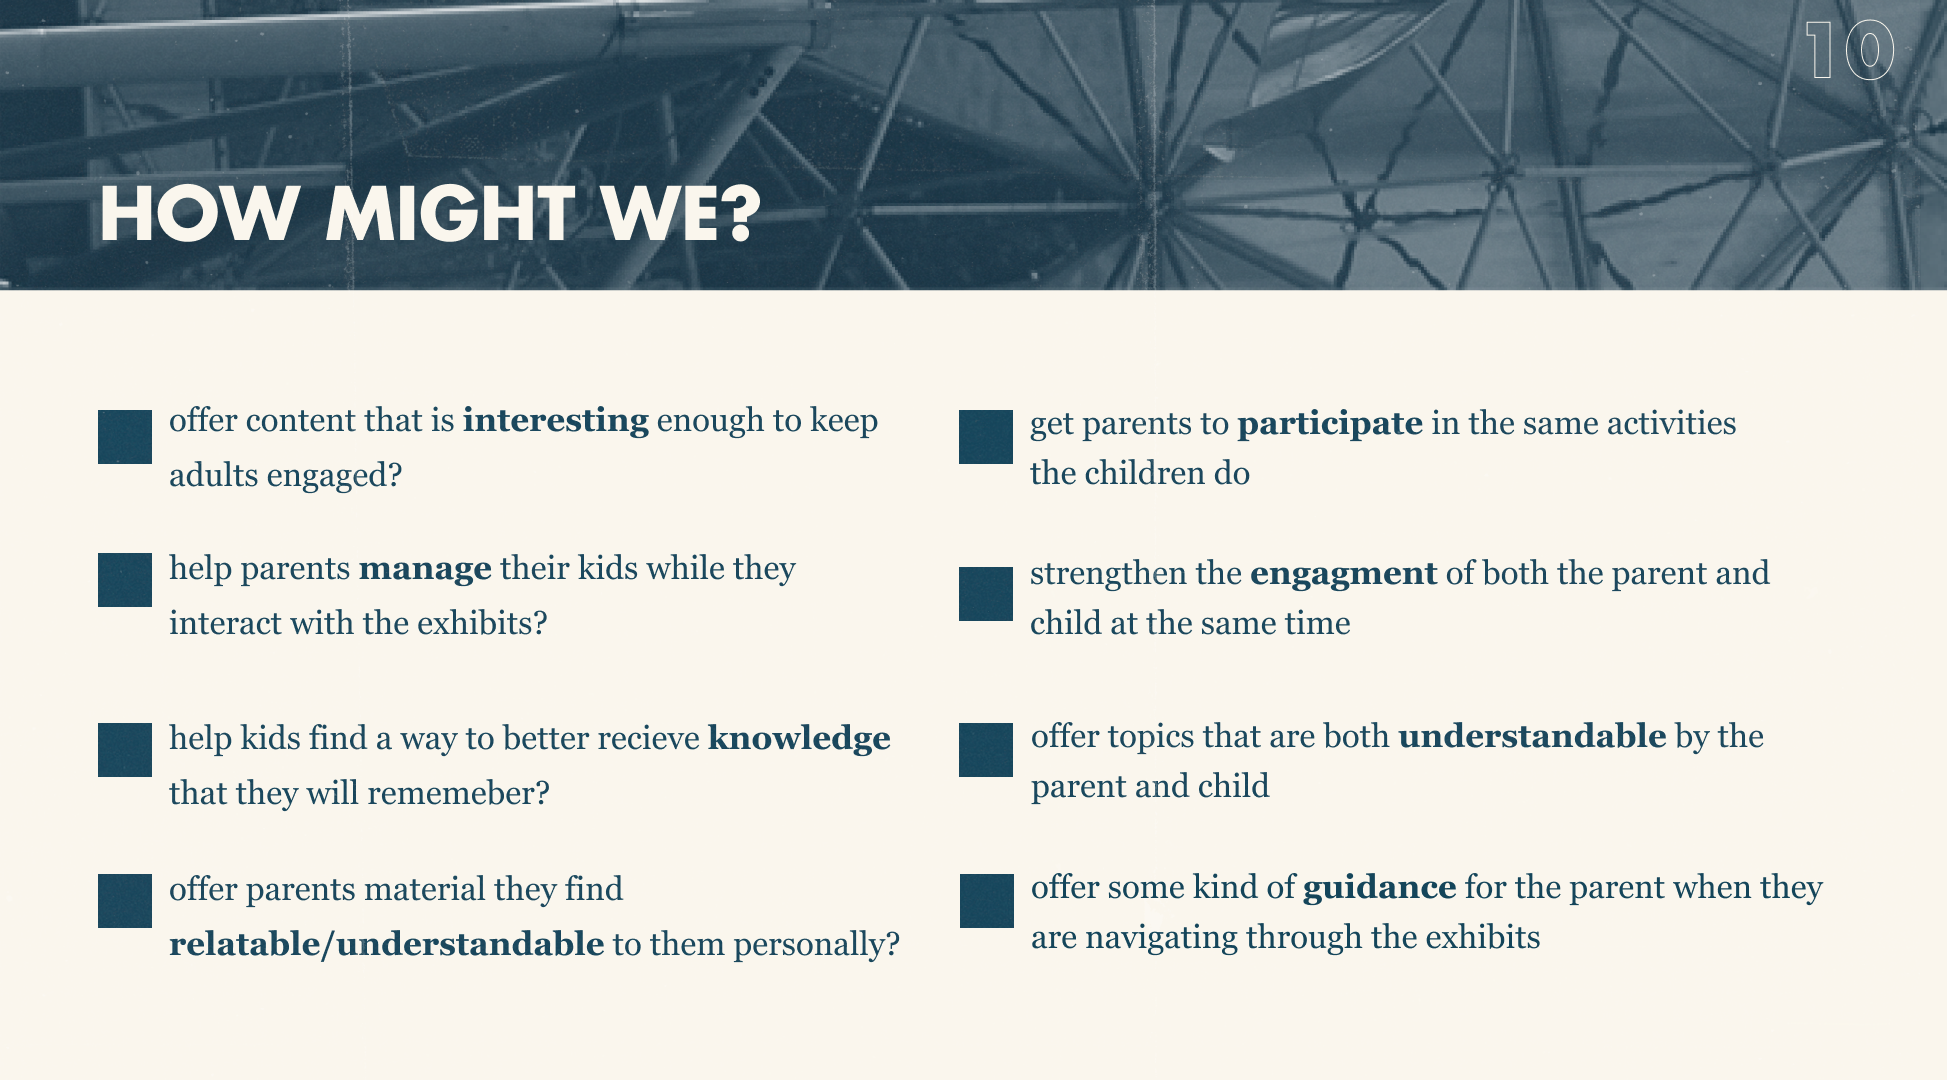 10
HOW MIGHT WE?
offer content that is interesting enough to keep
adults engaged?
help parents manage their kids while they
interact with the exhibits?
help kids find a way to better recieve knowledge
that they will rememeber?
offer parents material they find
relatable/understandable to them personally?
get parents to participate in the same activities
the children do
strengthen the engagment of both the parent and
child at the same time
offer topics that are both understandable by the
parent and child
offer some kind of guidance for the parent when they
are navigating through the exhibits